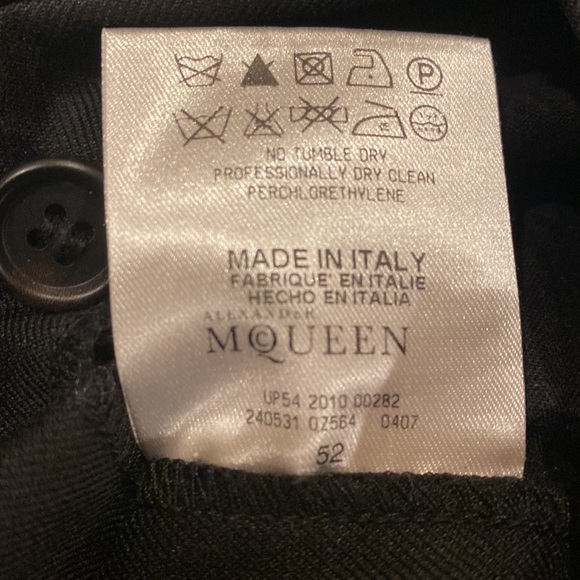 P
NO TUMBLE DRY
PROFESSIONALLY DRY CLEAN
PERCHLORETHYLENE
MADE IN ITALY
FABRIQUE' EN ITALIE
HECHO EN ITALIA
ALEXANDER
MCQUEEN
UP54 2010 00282
240531 0Z564 0407
52